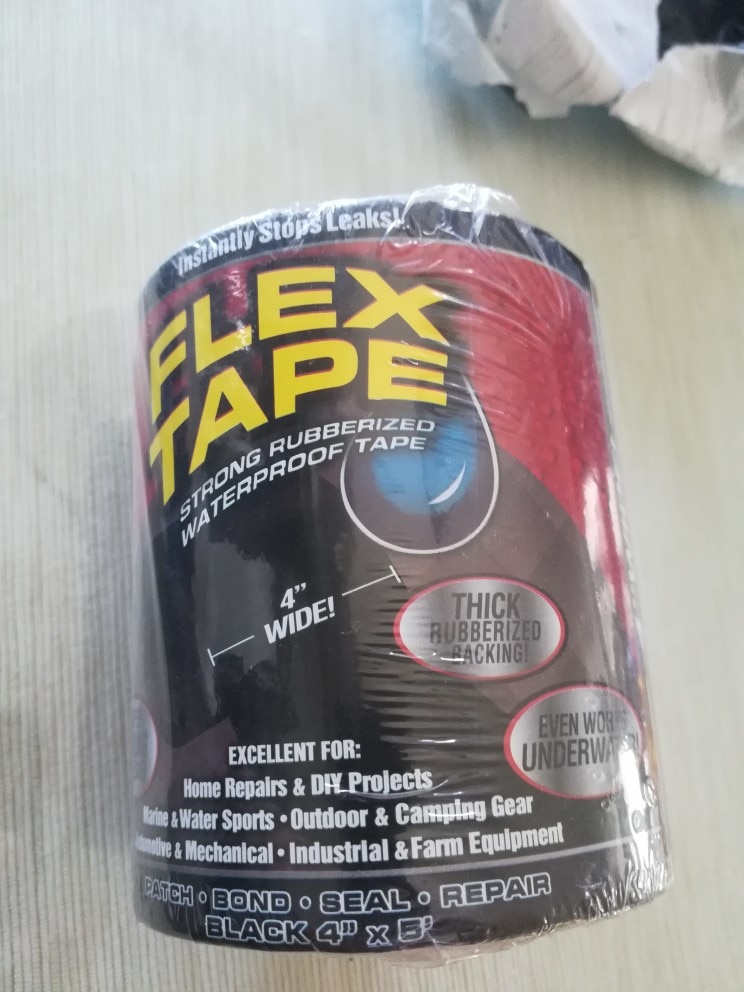 Instantly Stops Leaks!
FLEX
TAPE
STRONG RUBBERIZED
WATERPROOF TAPE
4"
WIDE!
THICK
RUBBERIZED
BACKING!
EVEN WORKS
UNDERWATER!
EXCELLENT FOR:
Home Repairs & DIY Projects
Marine & Water Sports • Outdoor & Camping Gear
Automotive & Mechanical • Industrial & Farm Equipment
PATCH • BOND • SEAL • REPAIR
BLACK 4" x 5'